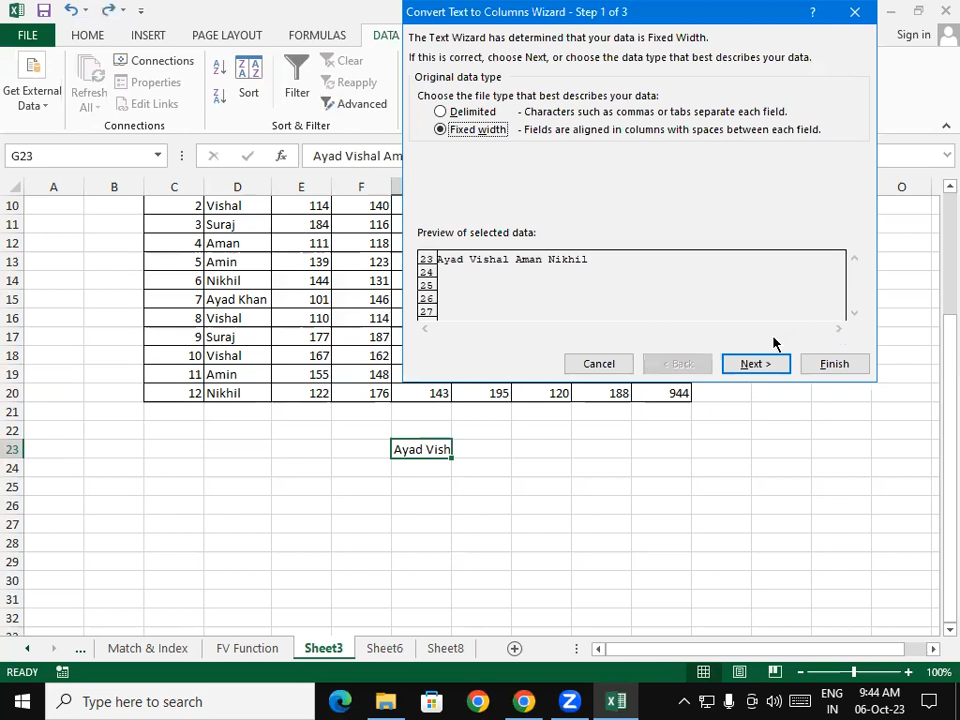 Convert Text to Columns Wizard - Step 1 of 3
?
Sign in
FILE HOME INSERT PAGE LAYOUT FORMULAS DATA
Get External Data
Refresh All
Connections
Properties
Edit Links
Connections
Sort
Filter
Clear
Reapply
Advanced
Sort & Filter
The Text Wizard has determined that your data is Fixed Width.
If this is correct, choose Next, or choose the data type that best describes your data.
Original data type
Choose the file type that best describes your data:
Delimited - Characters such as commas or tabs separate each field.
Fixed width - Fields are aligned in columns with spaces between each field.
Preview of selected data:
23 Ayad Vishal Aman Nikhil
24
25
26
27
Cancel < Back Next > Finish
G23 fx Ayad Vishal Am
A B C D E F O
10 2 Vishal 114 140
11 3 Suraj 184 116
12 4 Aman 111 118
13 5 Amin 139 123
14 6 Nikhil 144 131
15 7 Ayad Khan 101 146
16 8 Vishal 110 114
17 9 Suraj 177 187
18 10 Vishal 167 162
19 11 Amin 155 148
20 12 Nikhil 122 176 143 195 120 188 944
21
22
23 Ayad Vish
24
25
26
27
28
29
30
31
32
... Match & Index FV Function Sheet3 Sheet6 Sheet8
READY 100%
Type here to search
ENG
IN
9:44 AM
06-Oct-23